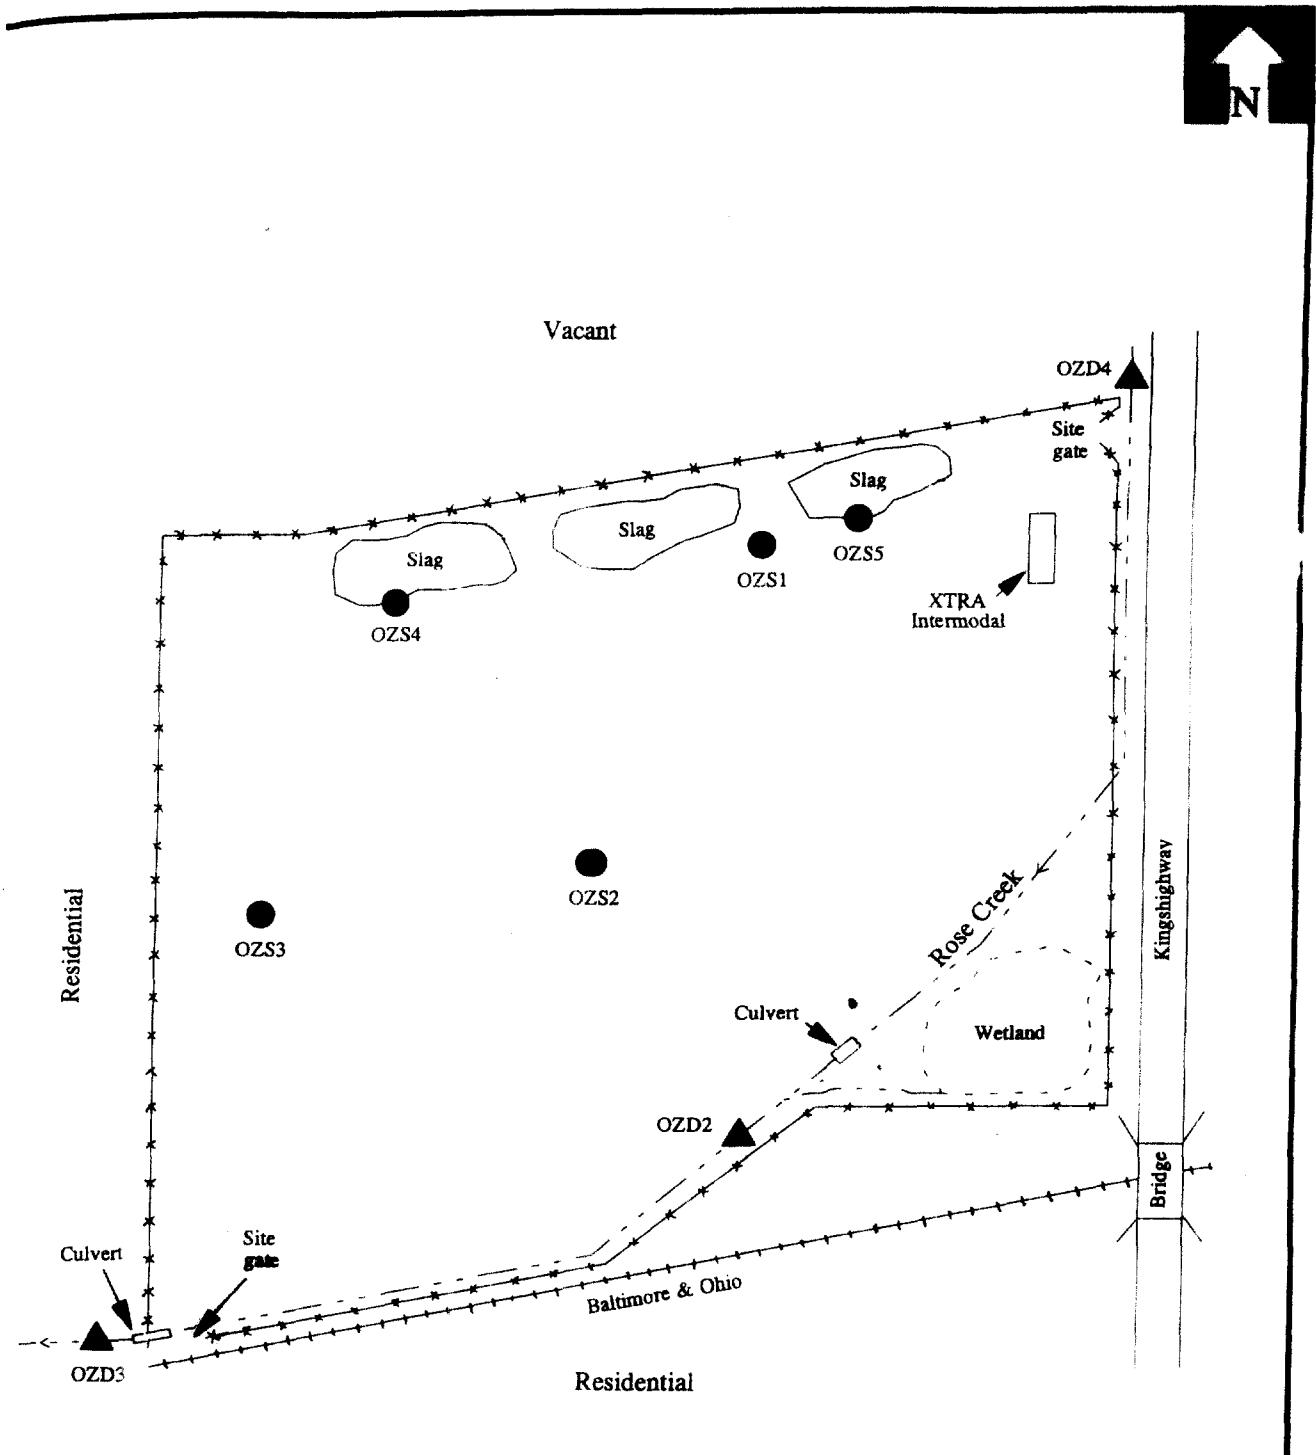 N
Vacant
OZD4
Site
gate
Slag
Slag
Slag
OZS5
OZS1
XTRA
Intermodal
OZS4
OZS2
OZS3
Residential
Rose Creek
Kingshighway
Culvert
Wetland
OZD2
Bridge
Site
gate
Culvert
Baltimore & Ohio
OZD3
Residential